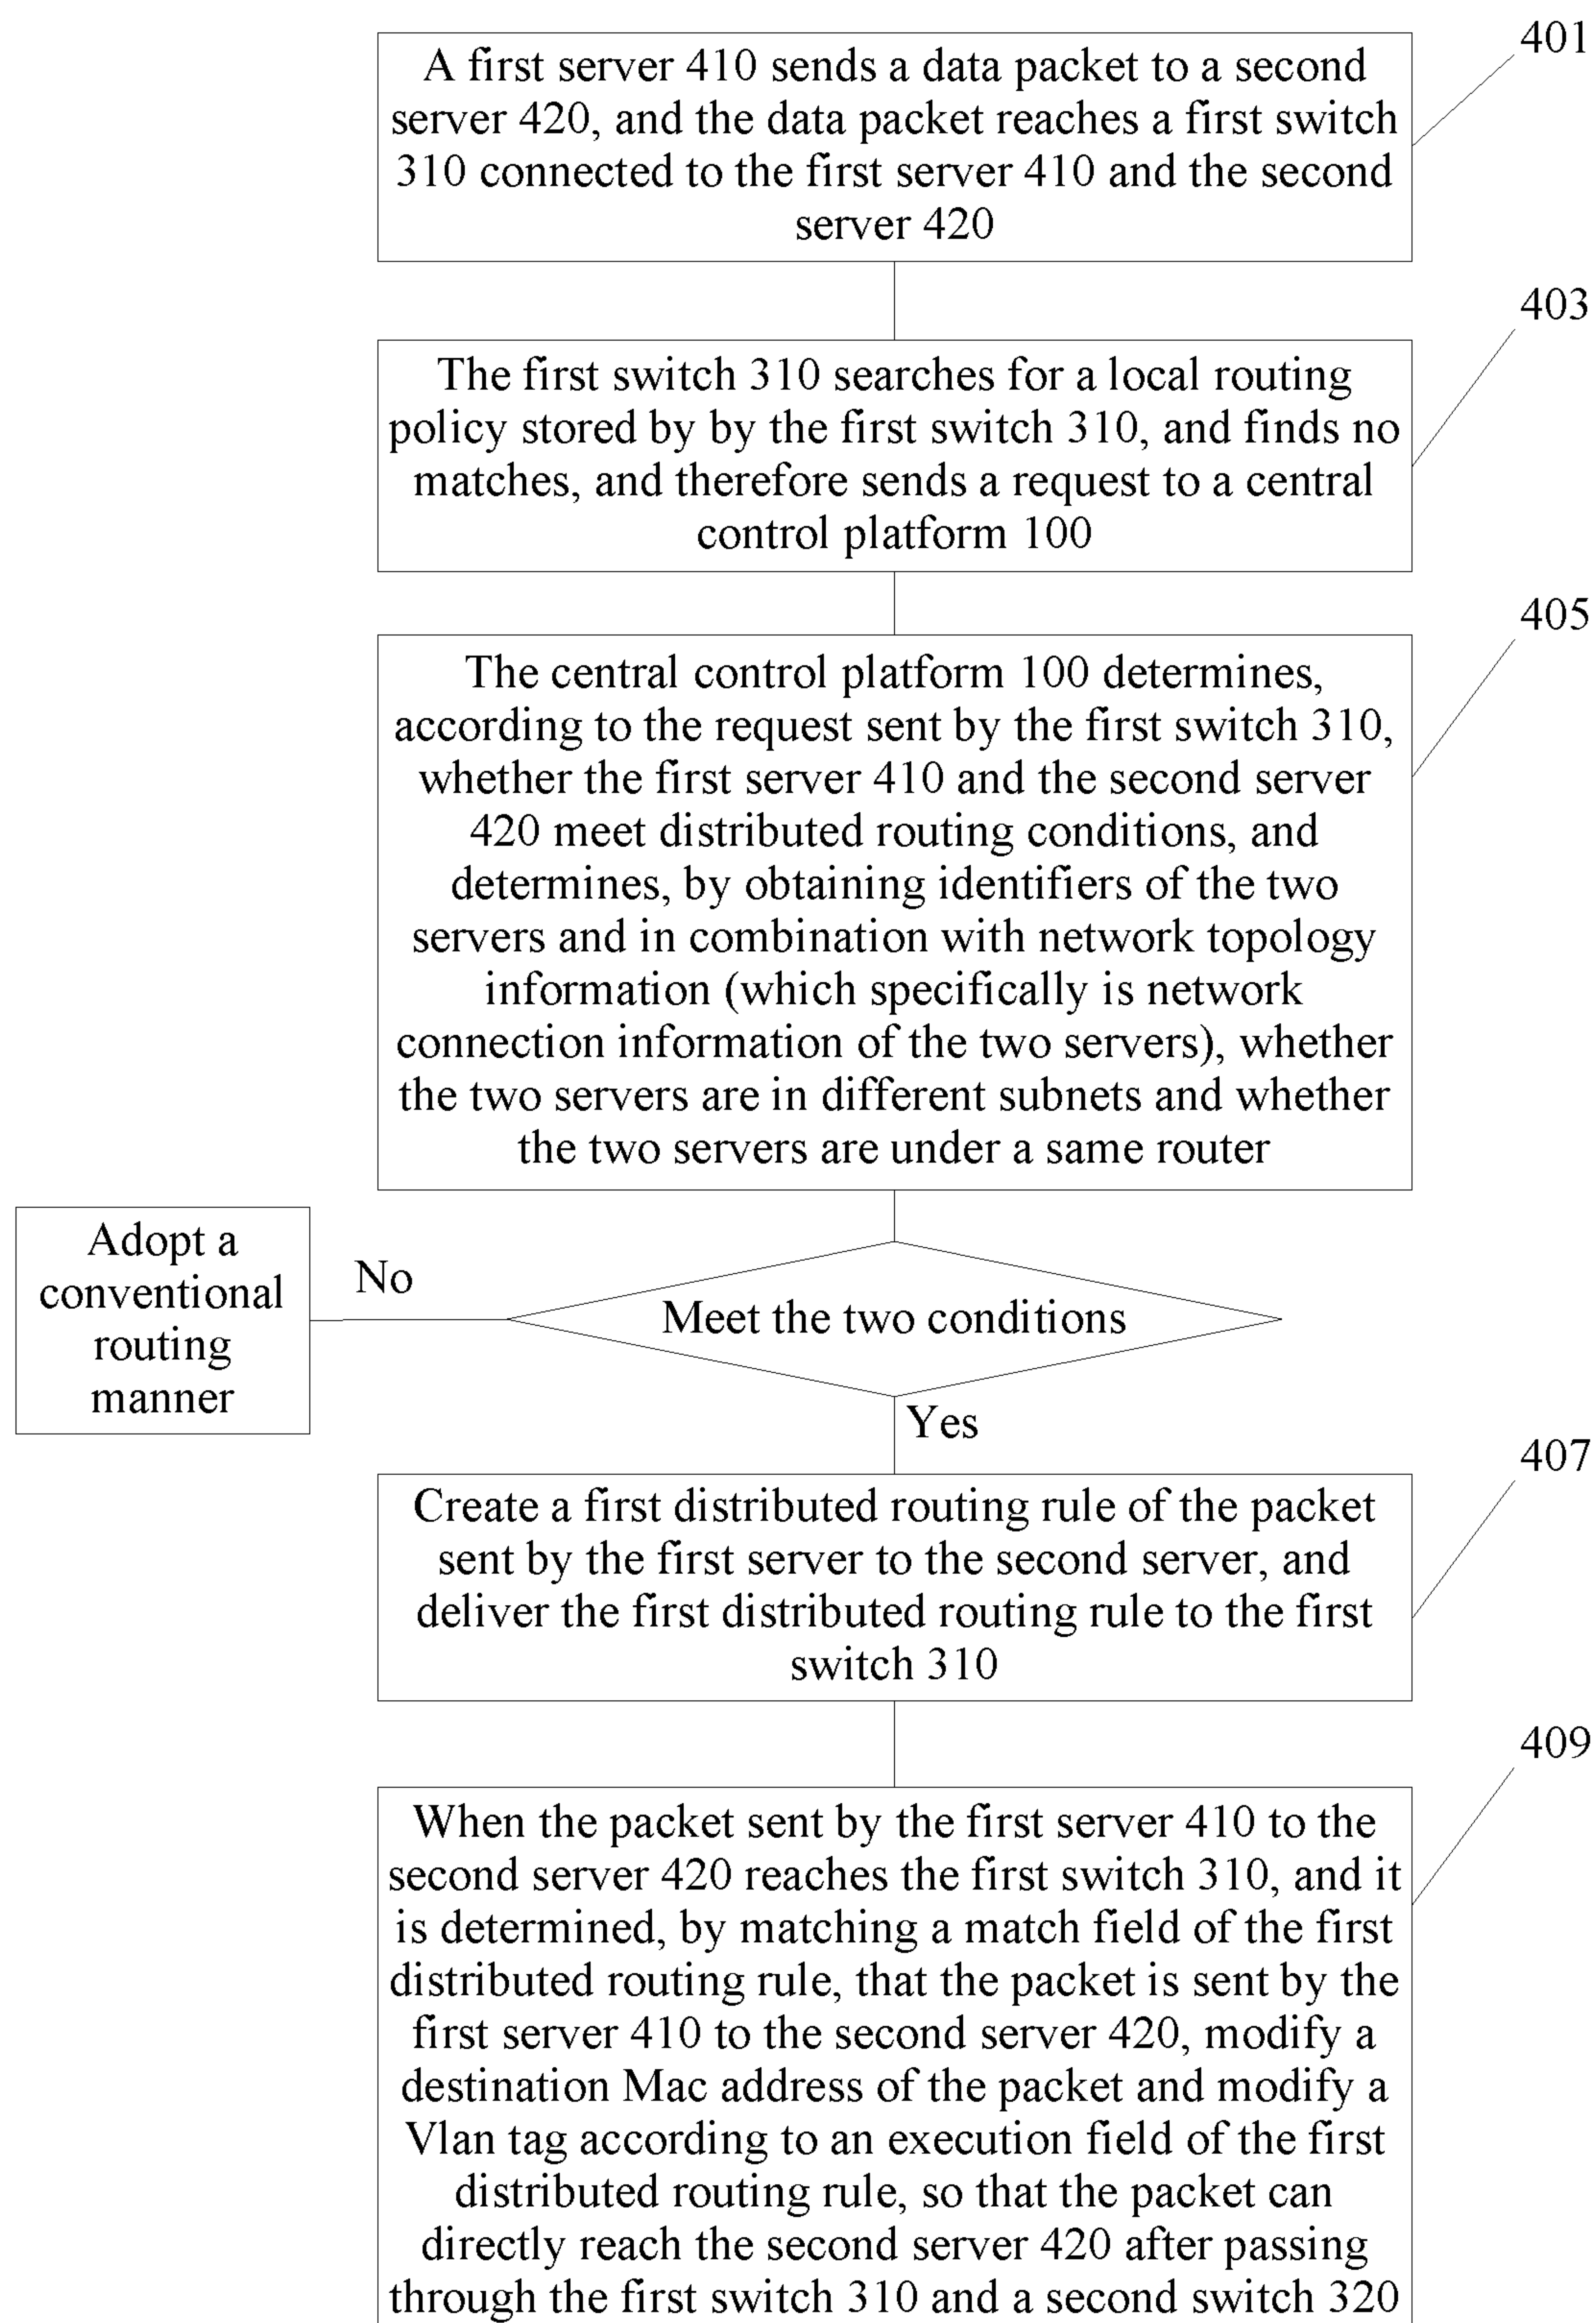 401
A first server 410 sends a data packet to a second
server 420, and the data packet reaches a first switch
310 connected to the first server 410 and the second
server 420
403
The first switch 310 searches for a local routing
policy stored by by the first switch 310, and finds no
matches, and therefore sends a request to a central
control platform 100
405
The central control platform 100 determines,
according to the request sent by the first switch 310,
whether the first server 410 and the second server
420 meet distributed routing conditions, and
determines, by obtaining identifiers of the two
servers and in combination with network topology
information (which specifically is network
connection information of the two servers), whether
the two servers are in different subnets and whether
the two servers are under a same router
Adopt a
conventional
routing
manner
No
Meet the two conditions
Yes
407
Create a first distributed routing rule of the packet
sent by the first server to the second server, and
deliver the first distributed routing rule to the first
switch 310
409
When the packet sent by the first server 410 to the
second server 420 reaches the first switch 310, and it
is determined, by matching a match field of the first
distributed routing rule, that the packet is sent by the
first server 410 to the second server 420, modify a
destination Mac address of the packet and modify a
Vlan tag according to an execution field of the first
distributed routing rule, so that the packet can
directly reach the second server 420 after passing
through the first switch 310 and a second switch 320